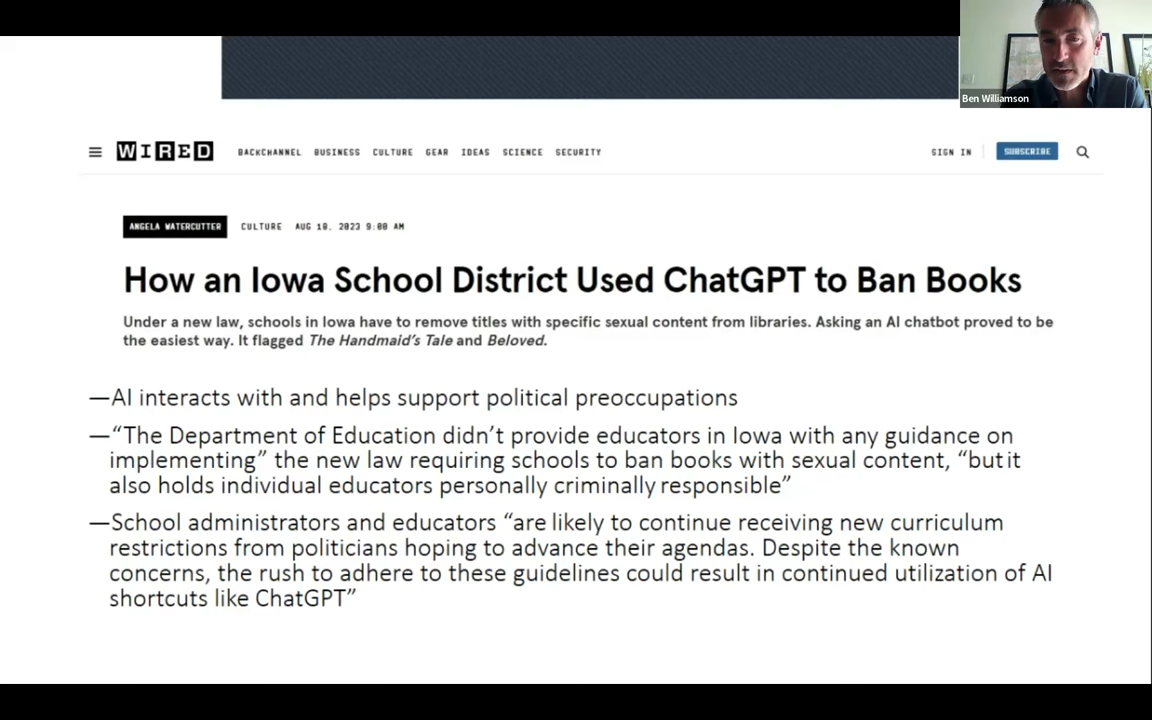 Ben Williamson
WIRED
BACKCHANNEL BUSINESS CULTURE GEAR IDEAS SCIENCE SECURITY
SIGN IN
SUBSCRIBE
ANGELA WATERCUTTER CULTURE AUG 18, 2023 9:00 AM
How an Iowa School District Used ChatGPT to Ban Books
Under a new law, schools in Iowa have to remove titles with specific sexual content from libraries. Asking an AI chatbot proved to be
the easiest way. It flagged The Handmaid's Tale and Beloved.
—AI interacts with and helps support political preoccupations
—“The Department of Education didn’t provide educators in Iowa with any guidance on
implementing” the new law requiring schools to ban books with sexual content, “but it
also holds individual educators personally criminally responsible”
—School administrators and educators “are likely to continue receiving new curriculum
restrictions from politicians hoping to advance their agendas. Despite the known
concerns, the rush to adhere to these guidelines could result in continued utilization of AI
shortcuts like ChatGPT”